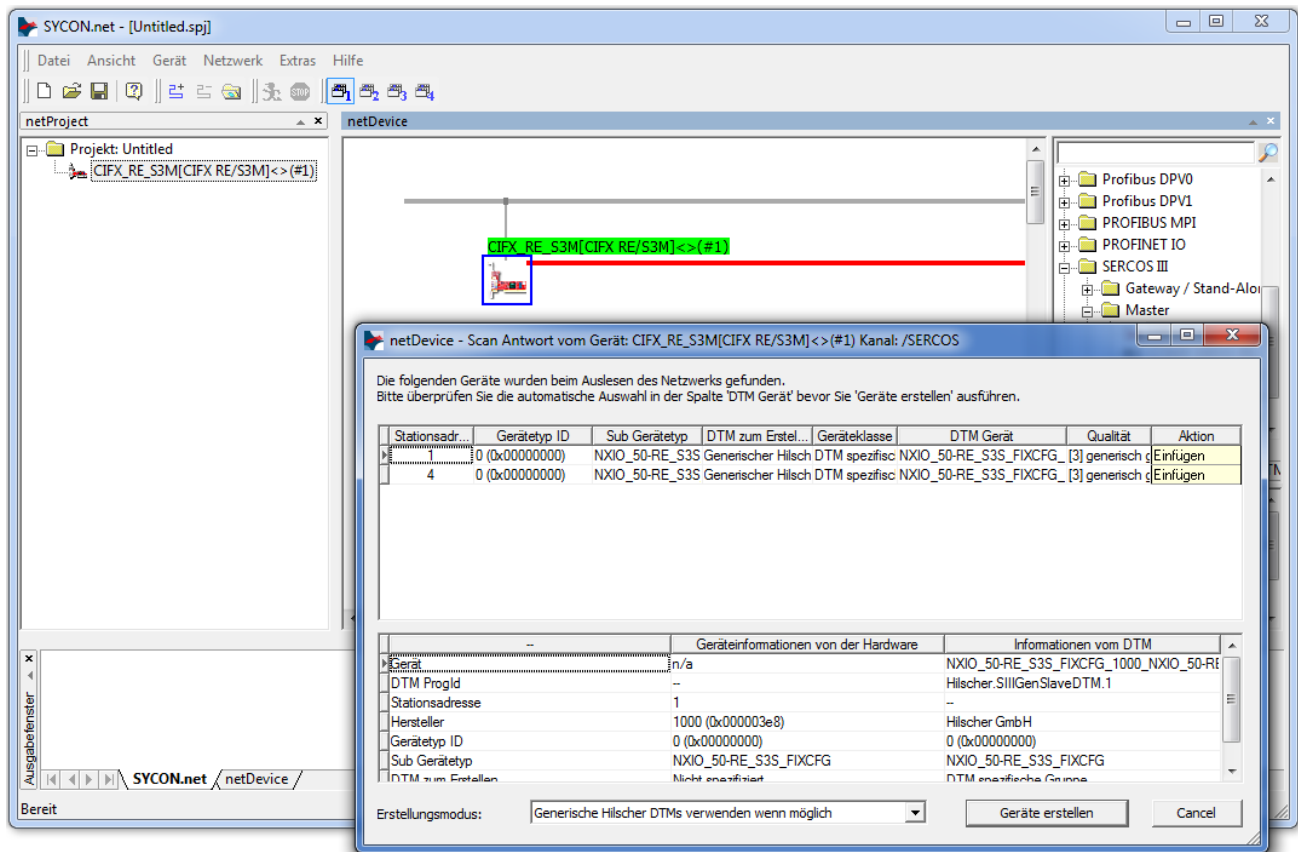 SYCON.net - [Untitled.spj]
Datei Ansicht Gerät Netzwerk Extras Hilfe
netProject
netDevice
Projekt: Untitled
CIFX_RE_S3M[CIFX RE/S3M]<>(#1)
CIFX_RE_S3M[CIFX RE/S3M]<>(#1)
Profibus DPV0
Profibus DPV1
PROFIBUS MPI
PROFINET IO
SERCOS III
Gateway / Stand-Alo
Master
netDevice - Scan Antwort vom Gerät: CIFX_RE_S3M[CIFX RE/S3M]<>(#1) Kanal: /SERCOS
Die folgenden Geräte wurden beim Auslesen des Netzwerks gefunden.
Bitte überprüfen Sie die automatische Auswahl in der Spalte 'DTM Gerät' bevor Sie 'Geräte erstellen' ausführen.
Stationsadr... Gerätetyp ID Sub Gerätetyp DTM zum Erstel... Geräteklasse DTM Gerät Qualität Aktion
1 0 (0x00000000) NXIO_50-RE_S3S Generischer Hilsch DTM spezifisc NXIO_50-RE_S3S_FIXCFG_ [3] generisch g Einfügen
4 0 (0x00000000) NXIO_50-RE_S3S Generischer Hilsch DTM spezifisc NXIO_50-RE_S3S_FIXCFG_ [3] generisch g Einfügen
-- Geräteinformationen von der Hardware Informationen vom DTM
Gerät n/a NXIO_50-RE_S3S_FIXCFG_1000_NXIO_50-RE
DTM ProgId -- Hilscher.SIIIGenSlaveDTM.1
Stationsadresse 1 --
Hersteller 1000 (0x000003e8) Hilscher GmbH
Gerätetyp ID 0 (0x00000000) 0 (0x00000000)
Sub Gerätetyp NXIO_50-RE_S3S_FIXCFG NXIO_50-RE_S3S_FIXCFG
DTM zum Erstellen Nicht spezifiziert DTM spezifische Gruppe
Erstellungsmodus: Generische Hilscher DTMs verwenden wenn möglich Geräte erstellen Cancel
Ausgabefenster
SYCON.net netDevice
Bereit